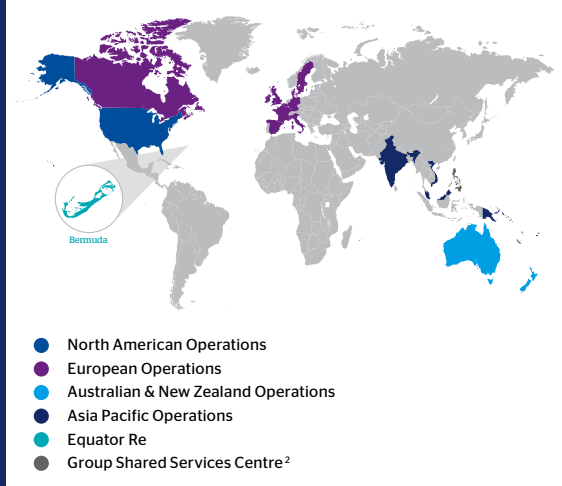 Bermuda
North American Operations
European Operations
Australian & New Zealand Operations
Asia Pacific Operations
Equator Re
Group Shared Services Centre 2